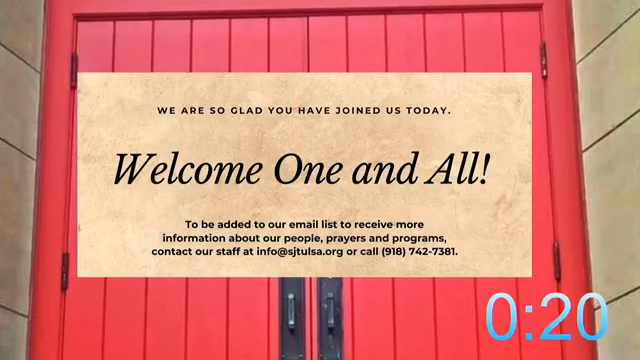 WE ARE SO GLAD YOU HAVE JOINED US TODAY.
Welcome One and All!
To be added to our email list to receive more
information about our people, prayers and programs,
contact our staff at info@sjtulsa.org or call (918) 742-7381.
0:20